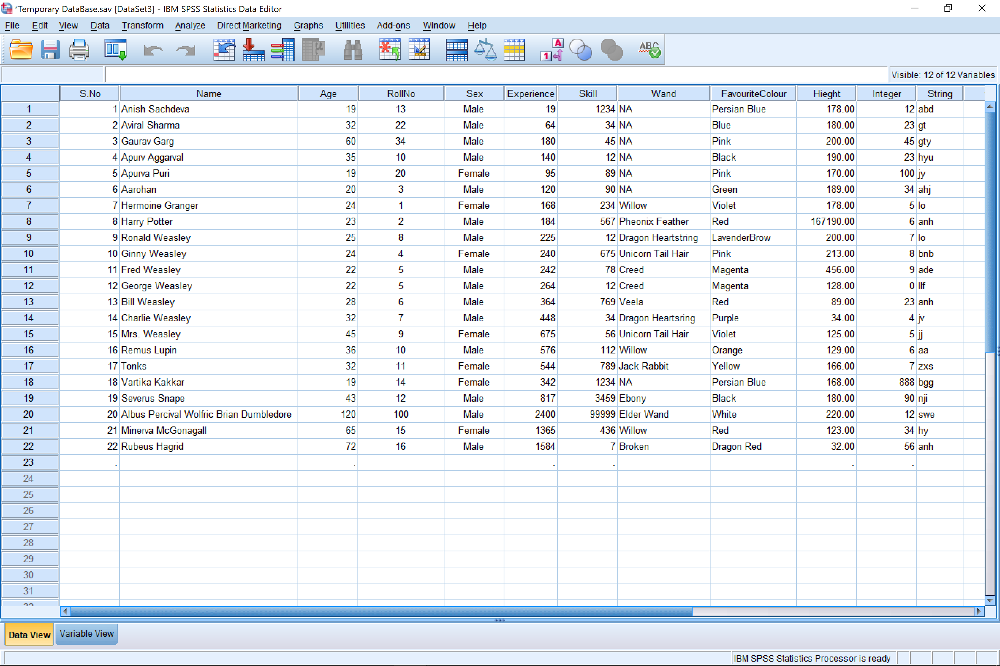 *Temporary DataBase.sav [DataSet3] - IBM SPSS Statistics Data Editor
File Edit View Data Transform Analyze Direct Marketing Graphs Utilities Add-ons Window Help
ABC
A
1
Visible: 12 of 12 Variables
S.No Name Age RollNo Sex Experience Skill Wand FavouriteColour Hieght Integer String
1 1 Anish Sachdeva 19 13 Male 19 1234 NA Persian Blue 178.00 12 abd
2 2 Aviral Sharma 32 22 Male 64 34 NA Blue 180.00 23 gt
3 3 Gaurav Garg 60 34 Male 180 45 NA Pink 200.00 45 gty
4 4 Apurv Aggarval 35 10 Male 140 12 NA Black 190.00 23 hyu
5 5 Apurva Puri 19 20 Female 95 89 NA Pink 170.00 100 jy
6 6 Aarohan 20 3 Male 120 90 NA Green 189.00 34 ahj
7 7 Hermoine Granger 24 1 Female 168 234 Willow Violet 178.00 5 lo
8 8 Harry Potter 23 2 Male 184 567 Pheonix Feather Red 167190.00 6 anh
9 9 Ronald Weasley 25 8 Male 225 12 Dragon Heartstring LavenderBrow 200.00 7 lo
10 10 Ginny Weasley 24 4 Female 240 675 Unicorn Tail Hair Pink 213.00 8 bnb
11 11 Fred Weasley 22 5 Male 242 78 Creed Magenta 456.00 9 ade
12 12 George Weasley 22 5 Male 264 12 Creed Magenta 128.00 0 llf
13 13 Bill Weasley 28 6 Male 364 769 Veela Red 89.00 23 anh
14 14 Charlie Weasley 32 7 Male 448 34 Dragon Heartsring Purple 34.00 4 jv
15 15 Mrs. Weasley 45 9 Female 675 56 Unicorn Tail Hair Violet 125.00 5 jj
16 16 Remus Lupin 36 10 Male 576 112 Willow Orange 129.00 6 aa
17 17 Tonks 32 11 Female 544 789 Jack Rabbit Yellow 166.00 7 zxs
18 18 Vartika Kakkar 19 14 Female 342 1234 NA Persian Blue 168.00 888 bgg
19 19 Severus Snape 43 12 Male 817 3459 Ebony Black 180.00 90 nji
20 20 Albus Percival Wolfric Brian Dumbledore 120 100 Male 2400 99999 Elder Wand White 220.00 12 swe
21 21 Minerva McGonagall 65 15 Female 1365 436 Willow Red 123.00 34 hy
22 22 Rubeus Hagrid 72 16 Male 1584 7 Broken Dragon Red 32.00 56 anh
23 . . . . . .
24
25
26
27
28
29
30
31
Data View Variable View
IBM SPSS Statistics Processor is ready